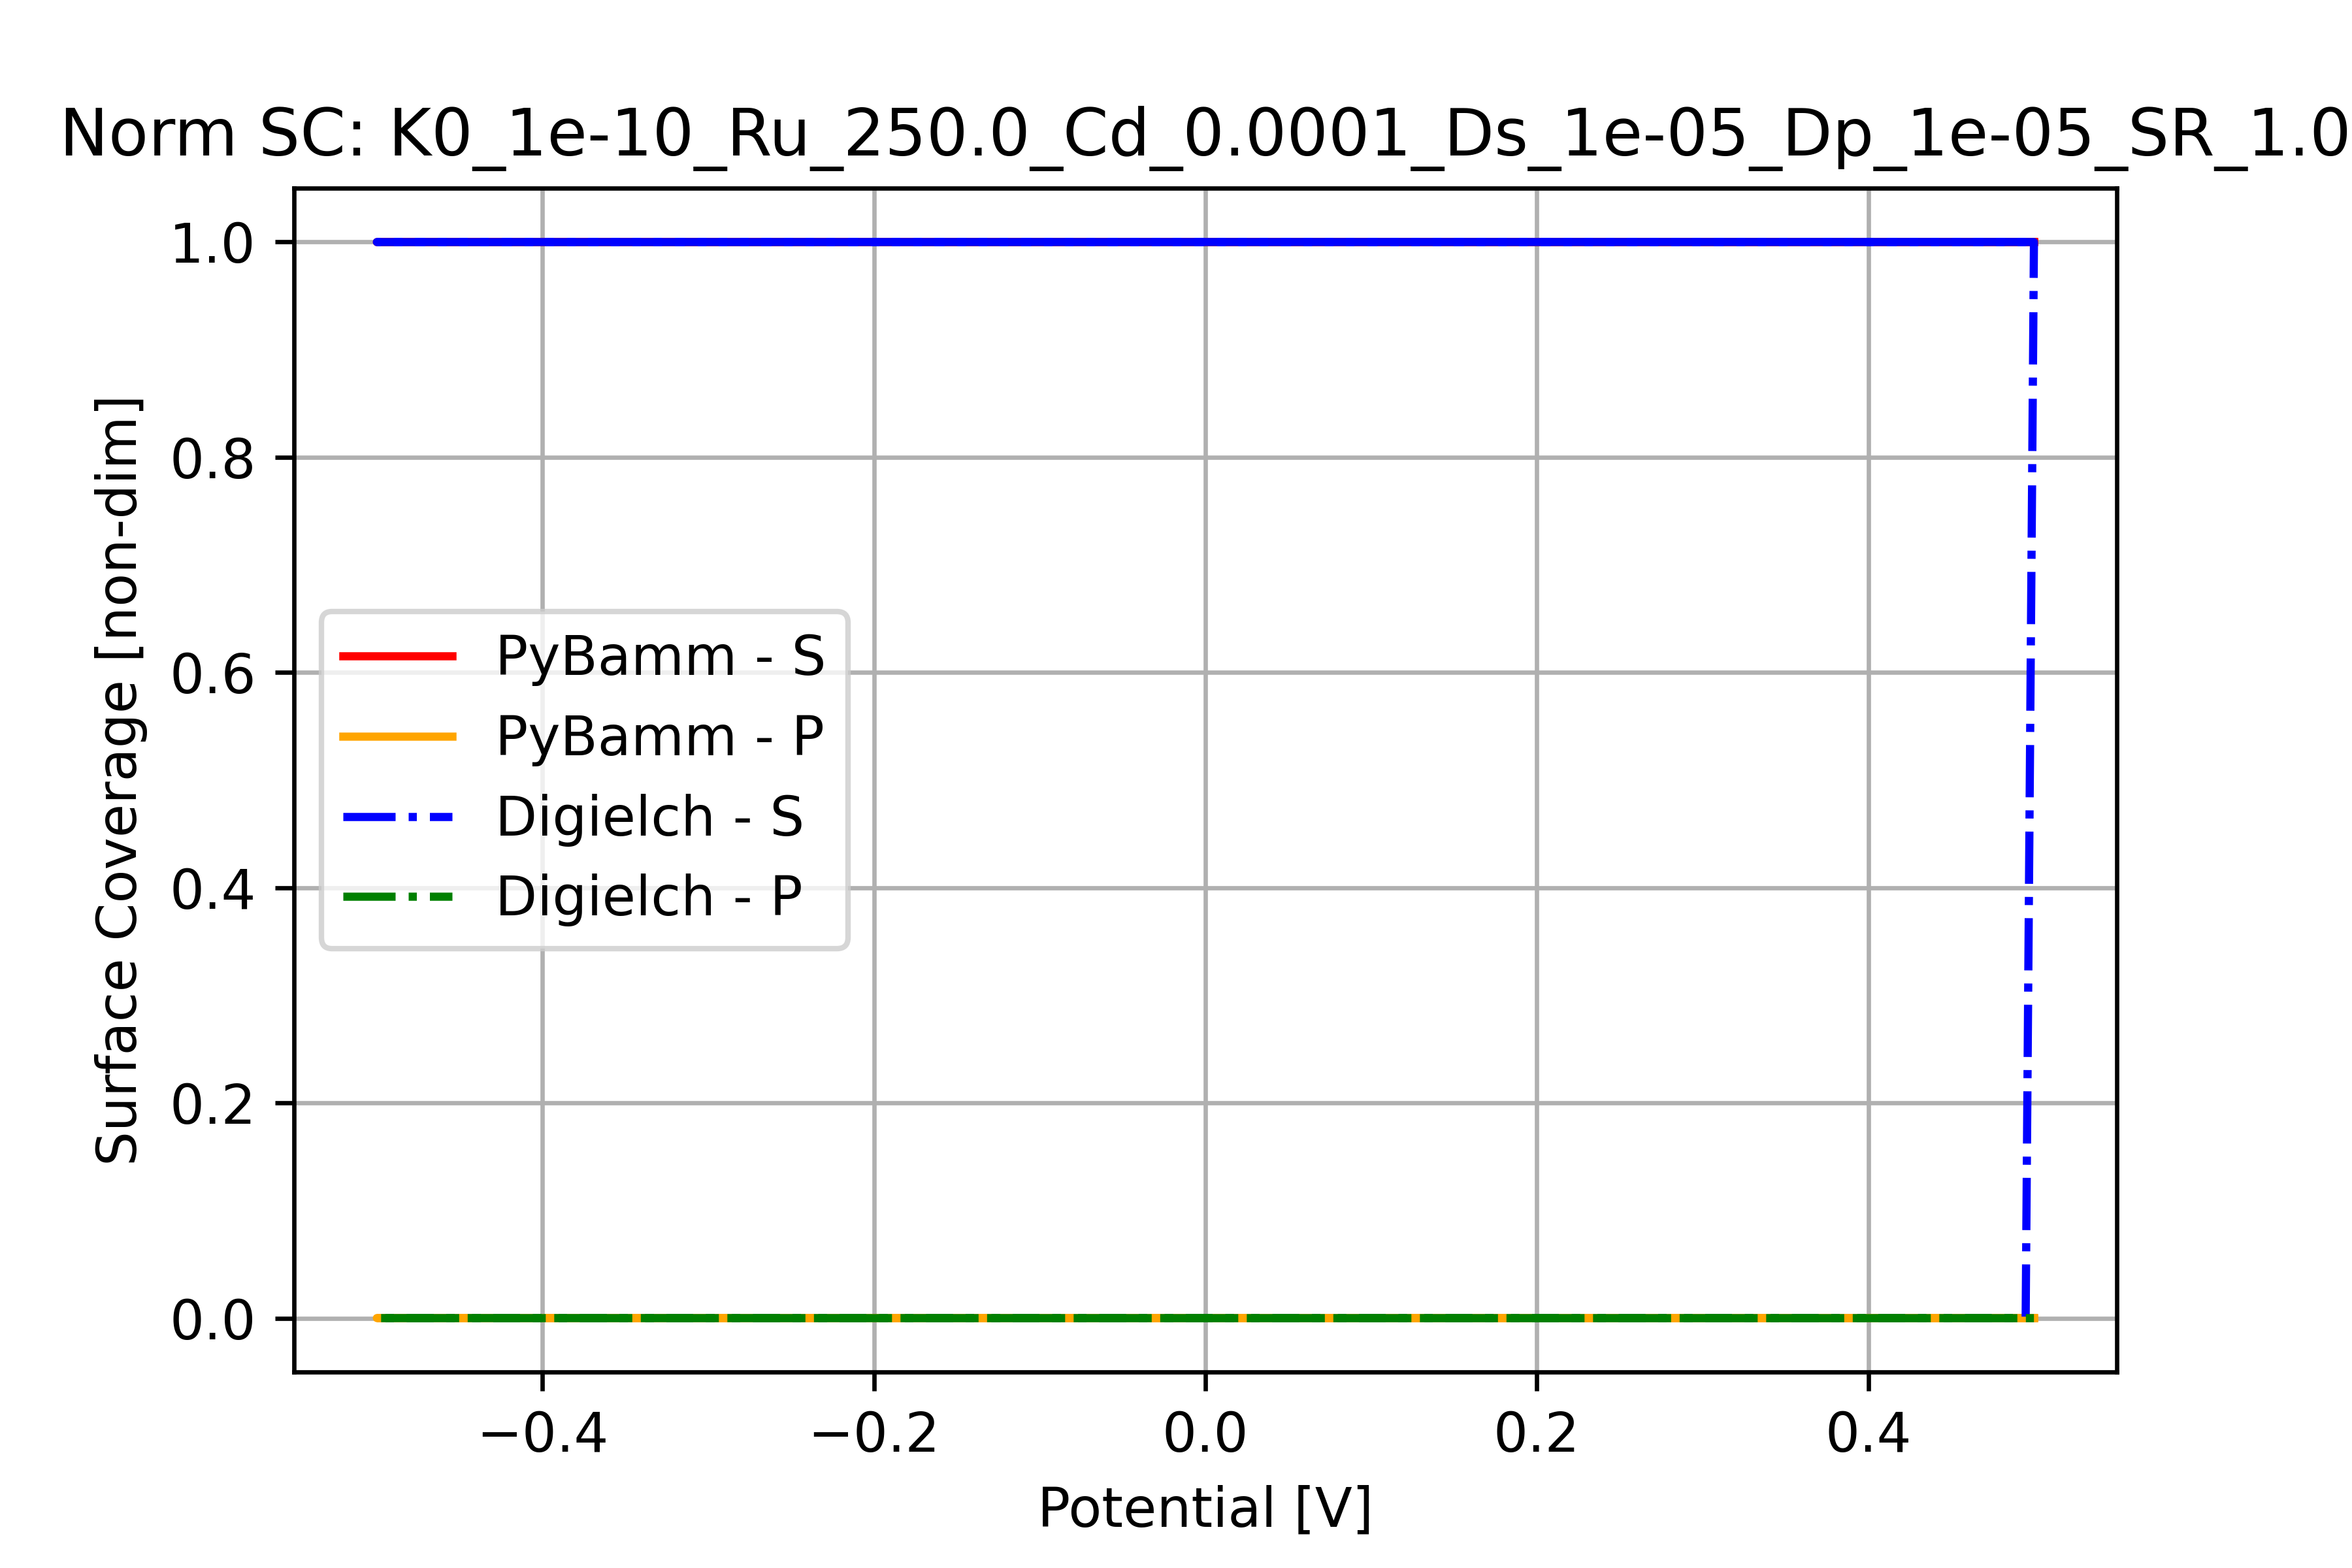 Norm SC: K0_1e-10_Ru_250.0_Cd_0.0001_Ds_1e-05_Dp_1e-05_SR_1.0
Surface Coverage [non-dim]
1.0
0.8
0.6
0.4
0.2
0.0
PyBamm - S
PyBamm - P
Digielch - S
Digielch - P
−0.4
−0.2
0.0
0.2
0.4
Potential [V]